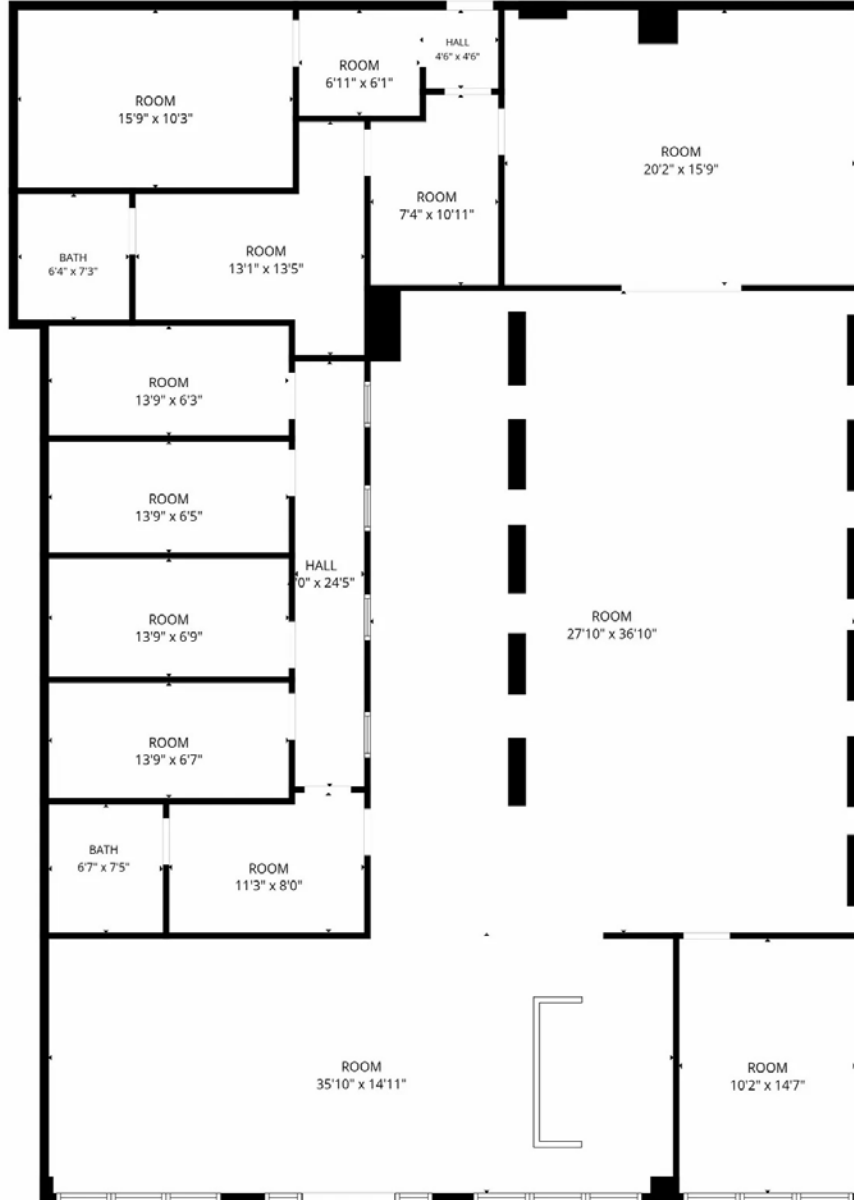 HALL
4'6" x 4'6"
ROOM
6'11" x 6'1"
ROOM
15'9" x 10'3"
ROOM
20'2" x 15'9"
ROOM
7'4" x 10'11"
ROOM
13'1" x 13'5"
BATH
6'4" x 7'3"
ROOM
13'9" x 6'3"
ROOM
13'9" x 6'5"
HALL
0" x 24'5"
ROOM
13'9" x 6'9"
ROOM
27'10" x 36'10"
ROOM
13'9" x 6'7"
BATH
6'7" x 7'5"
ROOM
11'3" x 8'0"
ROOM
35'10" x 14'11"
ROOM
10'2" x 14'7"